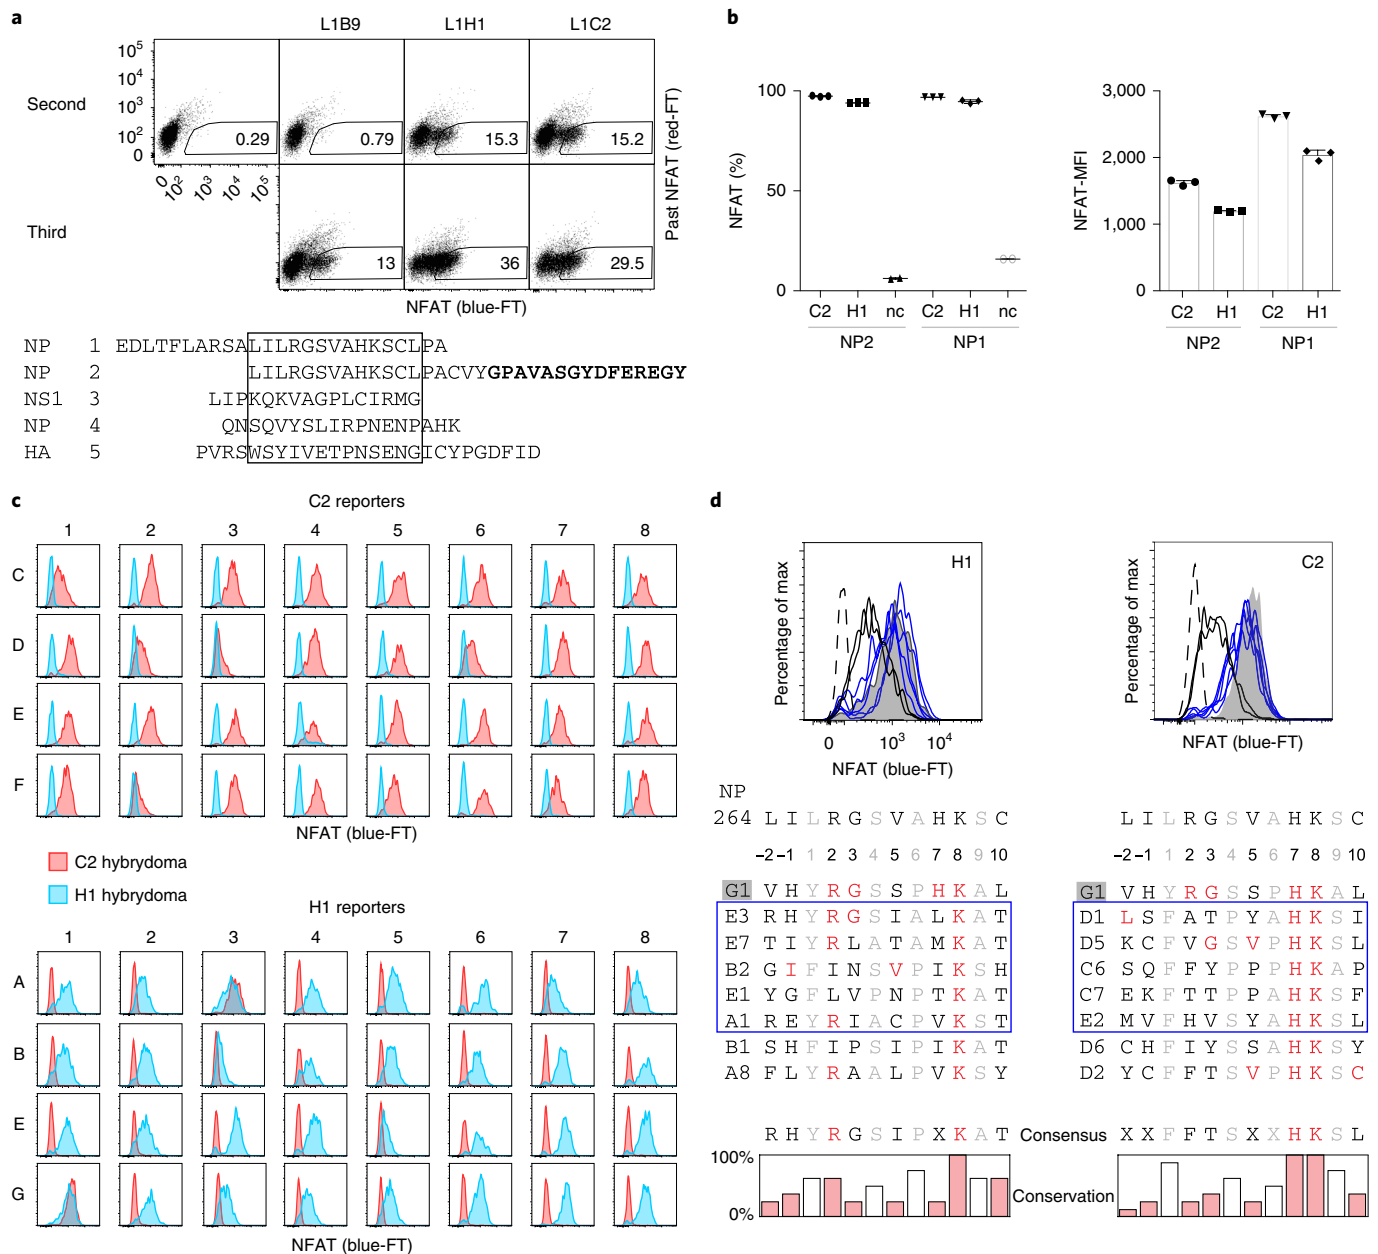 a
L1B9 L1H1 L1C2
Second
10^5
10^4
10^3
10^2
0
0.29 0.79 15.3 15.2
0 10^2 10^3 10^4 10^5
Third
13 36 29.5
Past NFAT (red-FT)
NFAT (blue-FT)
NP 1 EDLTFLARSALILRGSVAHKSCLPA
NP 2 LILRGSVAHKSCLPACVYGPAVASGYDFEREGY
NS1 3 LIPKQKVAGPLCIRMG
NP 4 QNSQVYSLIRPNENPAHK
HA 5 PVRSWSYIVETPNSENGICYPGDFID
b
NFAT (%)
100
50
0
C2 H1 nc C2 H1 nc
NP2 NP1
NFAT-MFI
3,000
2,000
1,000
0
C2 H1 C2 H1
NP2 NP1
c
C2 reporters
1 2 3 4 5 6 7 8
C
D
E
F
NFAT (blue-FT)
C2 hybrydoma
H1 hybrydoma
H1 reporters
1 2 3 4 5 6 7 8
A
B
E
G
NFAT (blue-FT)
d
Percentage of max
H1
0 10^3 10^4
NFAT (blue-FT)
Percentage of max
C2
NFAT (blue-FT)
NP
264 L I L R G S V A H K S C
-2 -1 1 2 3 4 5 6 7 8 9 10
G1 V H Y R G S S P H K A L
E3 R H Y R G S I A L K A T
E7 T I Y R L A T A M K A T
B2 G I F I N S V P I K S H
E1 Y G F L V P N P T K A T
A1 R E Y R I A C P V K S T
B1 S H F I P S I P I K A T
A8 F L Y R A A L P V K S Y
R H Y R G S I P X K A T
L I L R G S V A H K S C
-2 -1 1 2 3 4 5 6 7 8 9 10
G1 V H Y R G S S P H K A L
D1 L S F A T P Y A H K S I
D5 K C F V G S V P H K S L
C6 S Q F F Y P P P H K A P
C7 E K F T T P P A H K S F
E2 M V F H V S Y A H K S L
D6 C H F I Y S S A H K S Y
D2 Y C F F T S V P H K S C
Consensus X X F F T S X X H K S L
100%
0%
Conservation